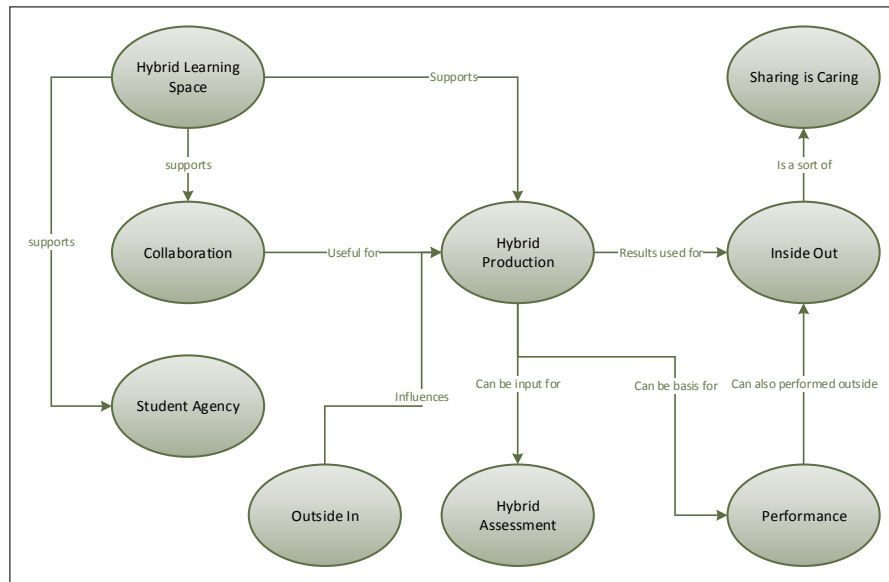 Hybrid Learning
Space
Supports
Sharing is Caring
supports
Is a sort of
supports
Collaboration
Useful for
Hybrid
Production
Results used for
Inside Out
Student Agency
Influences
Can be input for
Can be basis for
Can also performed outside
Outside In
Hybrid
Assessment
Performance